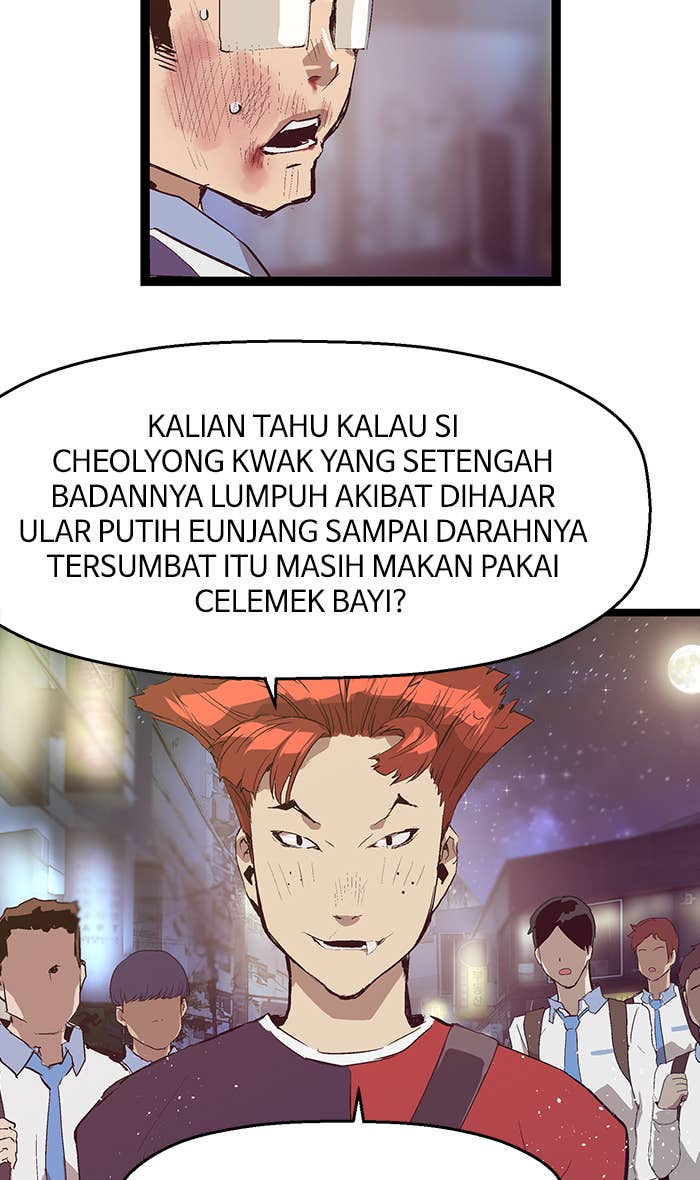 KALIAN TAHU KALAU SI
CHEOLYONG KWAK YANG SETENGAH
BADANNYA LUMPUH AKIBAT DIHAJAR
ULAR PUTIH EUNJANG SAMPAI DARAHNYA
TERSUMBAT ITU MASIH MAKAN PAKAI
CELEMEK BAYI?